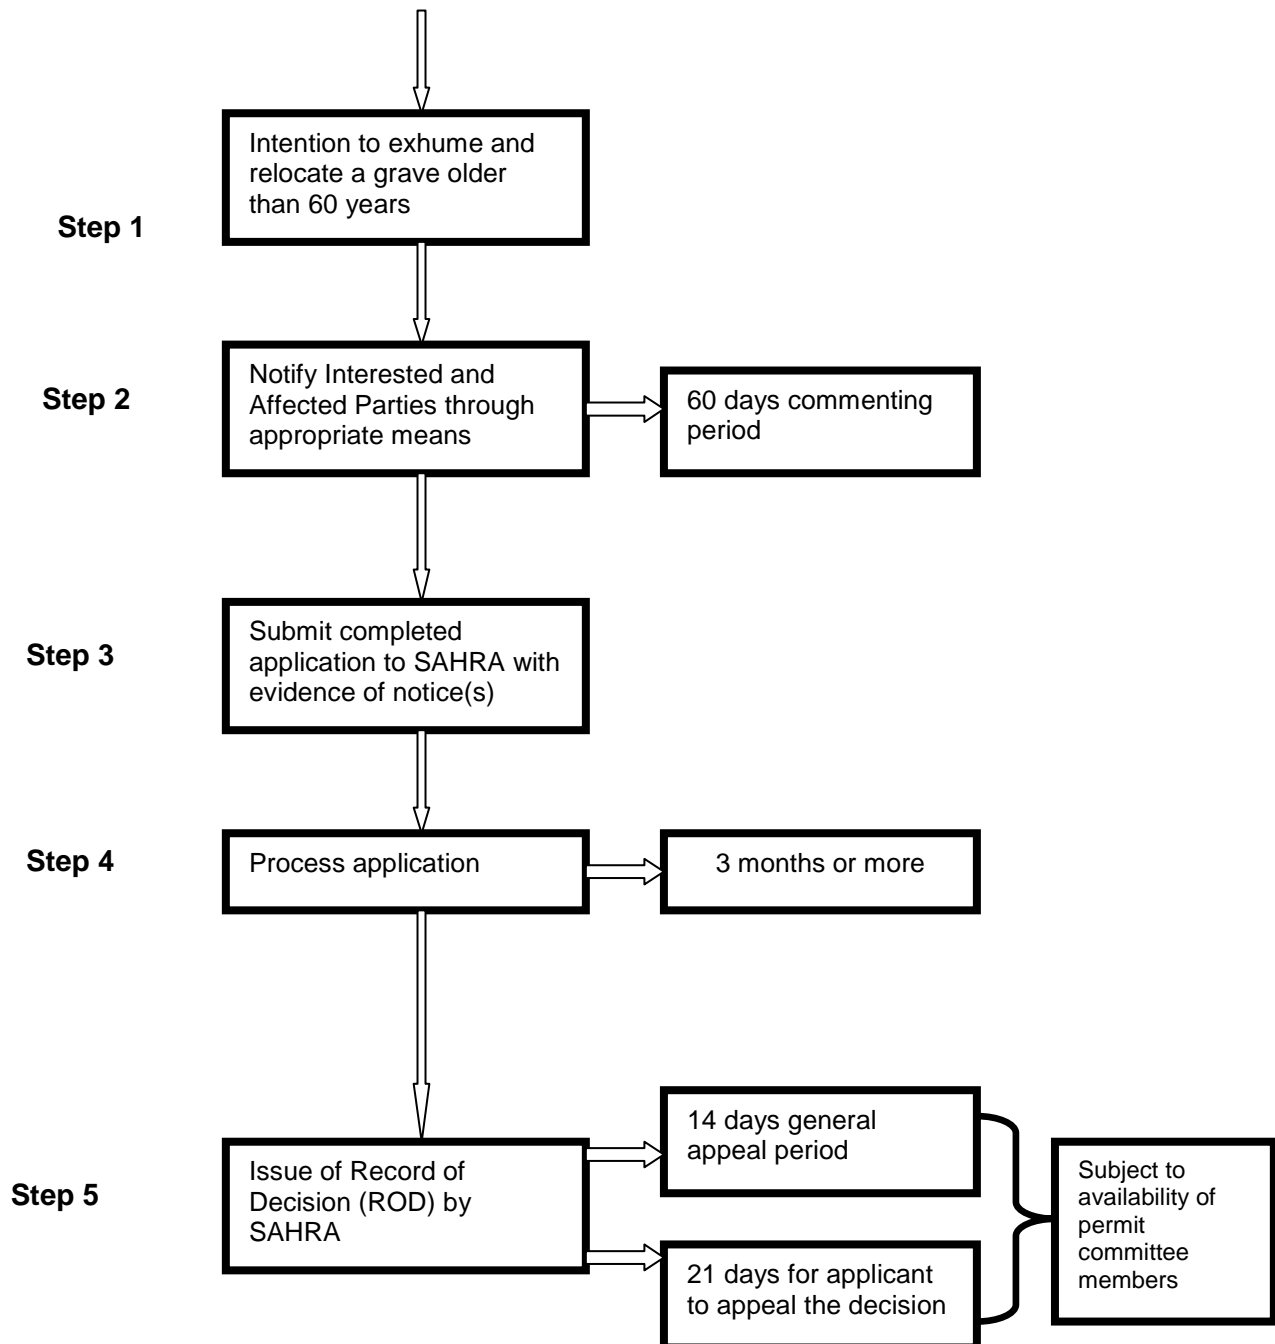 Step 1
Intention to exhume and
relocate a grave older
than 60 years
Step 2
Notify Interested and
Affected Parties through
appropriate means
60 days commenting
period
Step 3
Submit completed
application to SAHRA with
evidence of notice(s)
Step 4
Process application
3 months or more
Step 5
Issue of Record of
Decision (ROD) by
SAHRA
14 days general
appeal period
21 days for applicant
to appeal the decision
Subject to
availability of
permit
committee
members